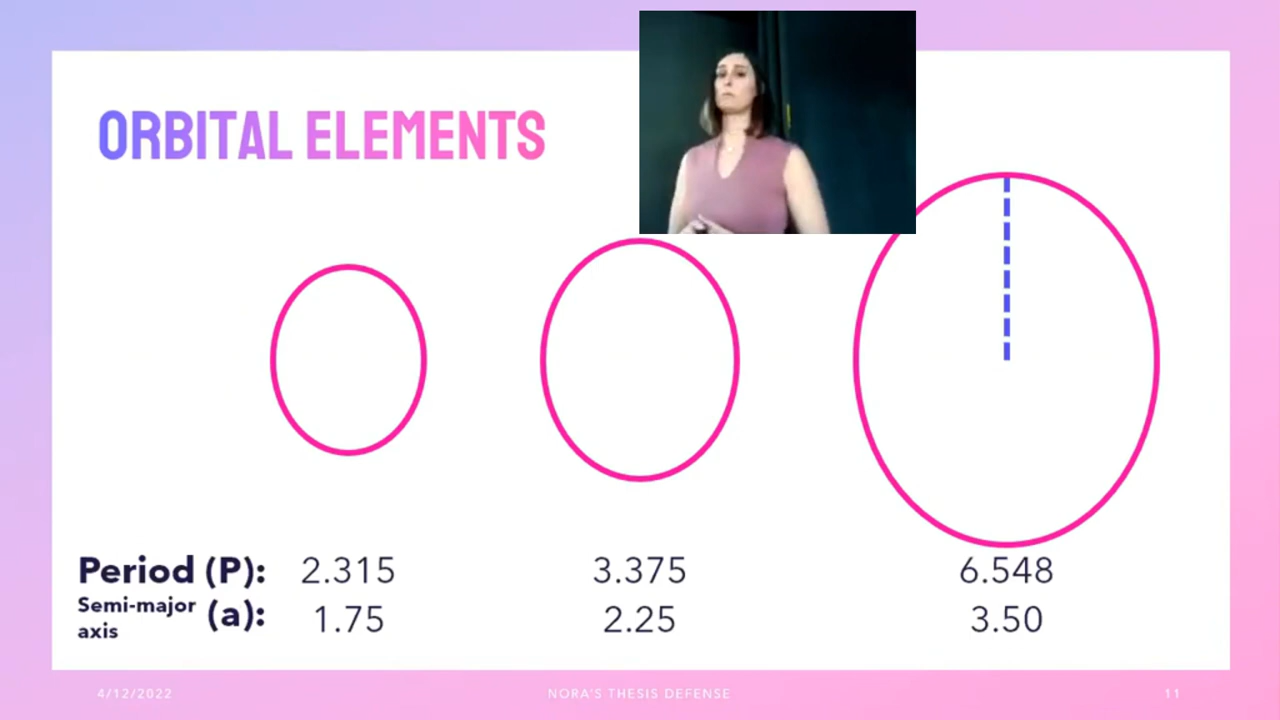 ORBITAL ELEMENTS
Period (P): 2.315 3.375 6.548
Semi-major axis (a): 1.75 2.25 3.50
4/12/2022 NORA'S THESIS DEFENSE 11